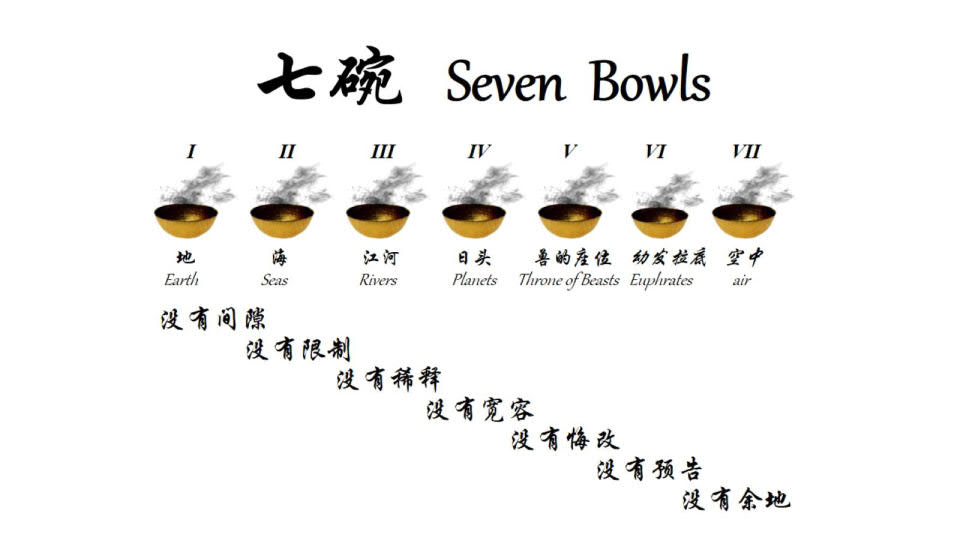 七碗 Seven Bowls
I II III IV V VI VII
地 海 江河 日头 兽的座位 幼发拉底 空中
Earth Seas Rivers Planets Throne of Beasts Euphrates air
没有间隙
没有限制
没有稀释
没有宽容
没有悔改
没有预告
没有余地